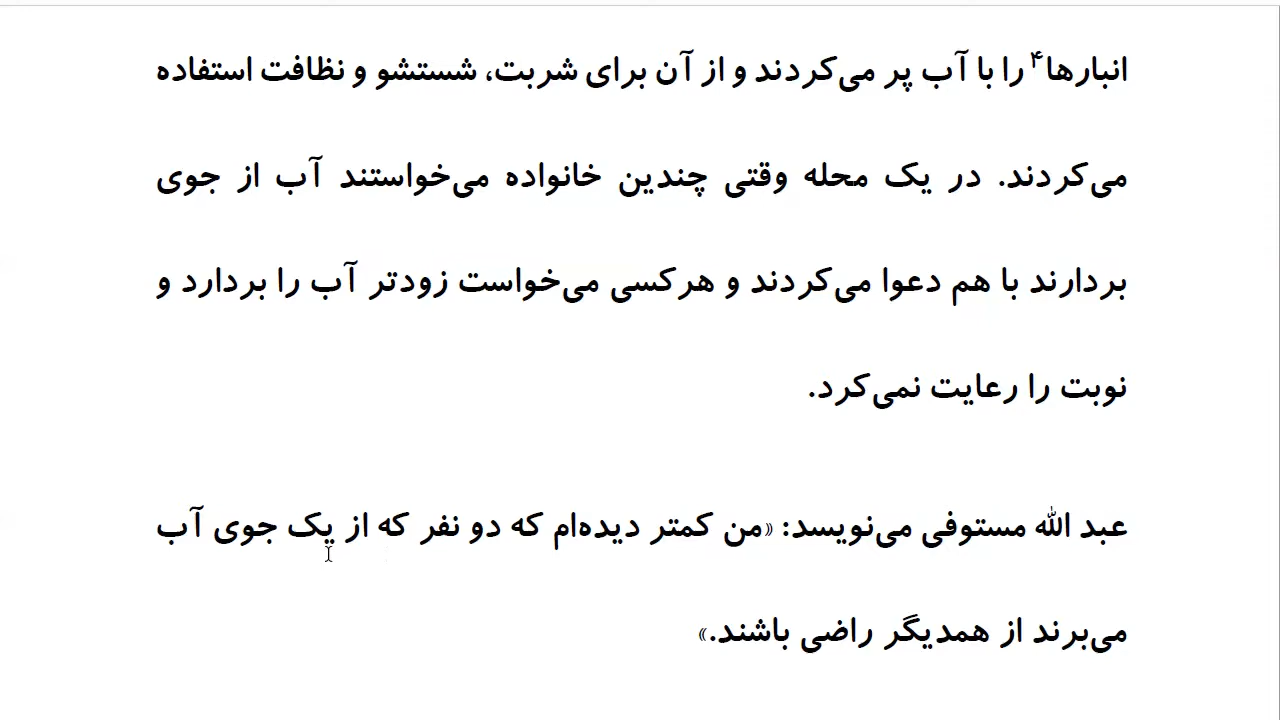 انبارها۴ را با آب پر می‌کردند و از آن برای شربت، شستشو و نظافت استفاده
می‌کردند. در یک محله وقتی چندین خانواده می‌خواستند آب از جوی
بردارند با هم دعوا می‌کردند و هرکسی می‌خواست زودتر آب را بردارد و
نوبت را رعایت نمی‌کرد.
عبد الله مستوفی می‌نویسد: «من کمتر دیده‌ام که دو نفر که از یک جوی آب
می‌برند از همدیگر راضی باشند.»